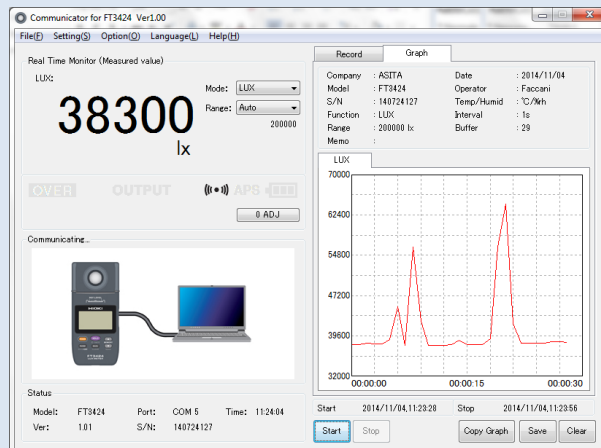 Communicator for FT3424 Ver1.00
File(F) Setting(S) Option(O) Language(L) Help(H)
Real Time Monitor (Measured value)
LUX:
38300
lx
Mode: LUX
Range: Auto
200000
OVER OUTPUT APS
0 ADJ
Communicating...
HIOKI
Status
Model: FT3424 Port: COM 5 Time: 11:24:04
Ver: 1.01 S/N: 140724127
Record Graph
Company : ASITA Date : 2014/11/04
Model : FT3424 Operator : Faccani
S/N : 140724127 Temp/Humid : °C/%rh
Function : LUX Interval : 1s
Range : 200000 lx Buffer : 29
Memo :
LUX
70000
62400
54800
47200
39600
32000
00:00:00 00:00:15 00:00:30
Start 2014/11/04,11:23:28 Stop 2014/11/04,11:23:56
Start Stop Copy Graph Save Clear